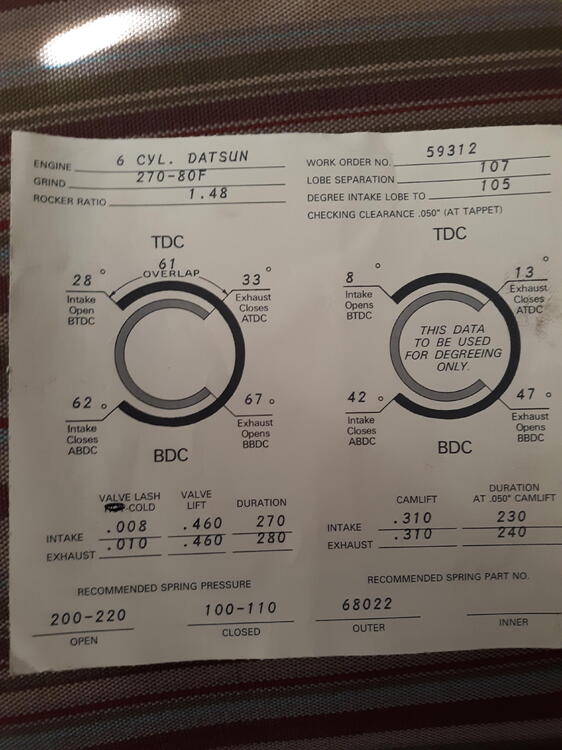 ENGINE 6 CYL. DATSUN
GRIND 270-80F
ROCKER RATIO 1.48
WORK ORDER NO. 59312
LOBE SEPARATION 107
DEGREE INTAKE LOBE TO 105
CHECKING CLEARANCE .050" (AT TAPPET)
TDC
61
OVERLAP
28°
Intake
Open
BTDC
33°
Exhaust
Closes
ATDC
62°
Intake
Closes
ABDC
67°
Exhaust
Opens
BBDC
BDC
TDC
8°
Intake
Opens
BTDC
13°
Exhaust
Closes
ATDC
THIS DATA
TO BE USED
FOR DEGREEING
ONLY.
42°
Intake
Closes
ABDC
47°
Exhaust
Opens
BBDC
BDC
VALVE LASH
-COLD
VALVE
LIFT
DURATION
INTAKE .008 .460 270
EXHAUST .010 .460 280
CAMLIFT
DURATION
AT .050" CAMLIFT
INTAKE .310 230
EXHAUST .310 240
RECOMMENDED SPRING PRESSURE
200-220 100-110
OPEN CLOSED
RECOMMENDED SPRING PART NO.
68022
OUTER INNER